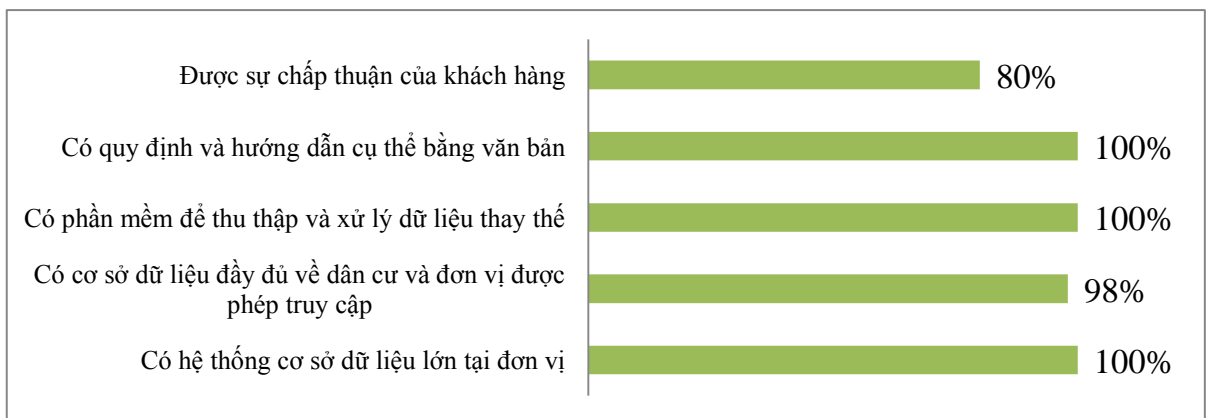 Được sự chấp thuận của khách hàng
80%
Có quy định và hướng dẫn cụ thể bằng văn bản
100%
Có phần mềm để thu thập và xử lý dữ liệu thay thế
100%
Có cơ sở dữ liệu đầy đủ về dân cư và đơn vị được
phép truy cập
98%
Có hệ thống cơ sở dữ liệu lớn tại đơn vị
100%